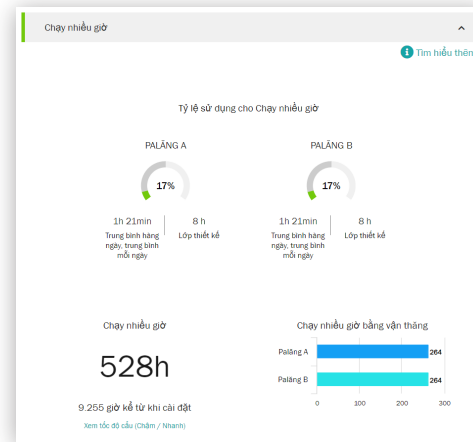 Chạy nhiều giờ
Tìm hiểu thên
Tỷ lệ sử dụng cho Chạy nhiều giờ
PALĂNG A
PALĂNG B
17%
17%
1h 21min
8 h
1h 21min
8 h
Trung bình hàng
ngày, trung bình
mỗi ngày
Lớp thiết kế
Trung bình hàng
ngày, trung bình
mỗi ngày
Lớp thiết kế
Chạy nhiều giờ
Chạy nhiều giờ bằng vận thăng
528h
Palăng A
264
Palăng B
264
0 100 200 300
9.255 giờ kể từ khi cài đặt
Xem tốc độ cẩu (Chậm / Nhanh)